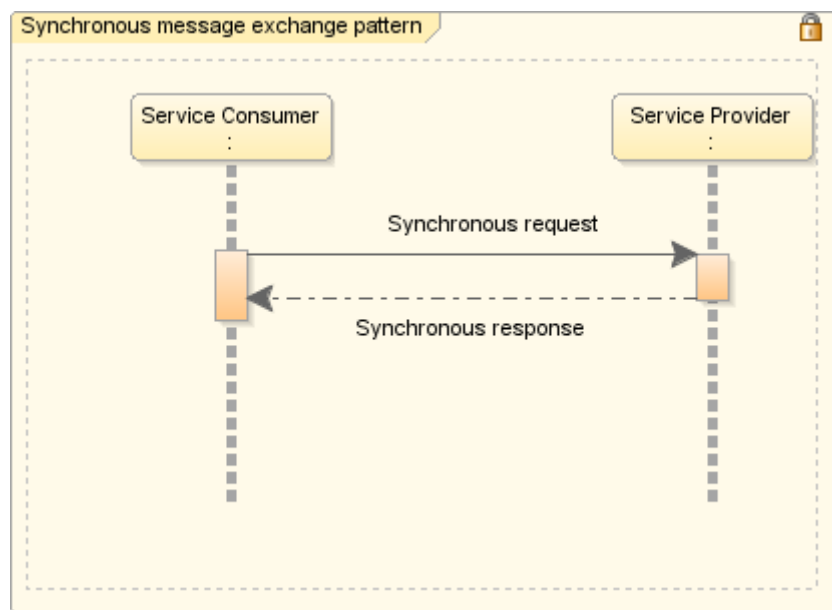 Synchronous message exchange pattern
Service Consumer
:
Service Provider
:
Synchronous request
Synchronous response